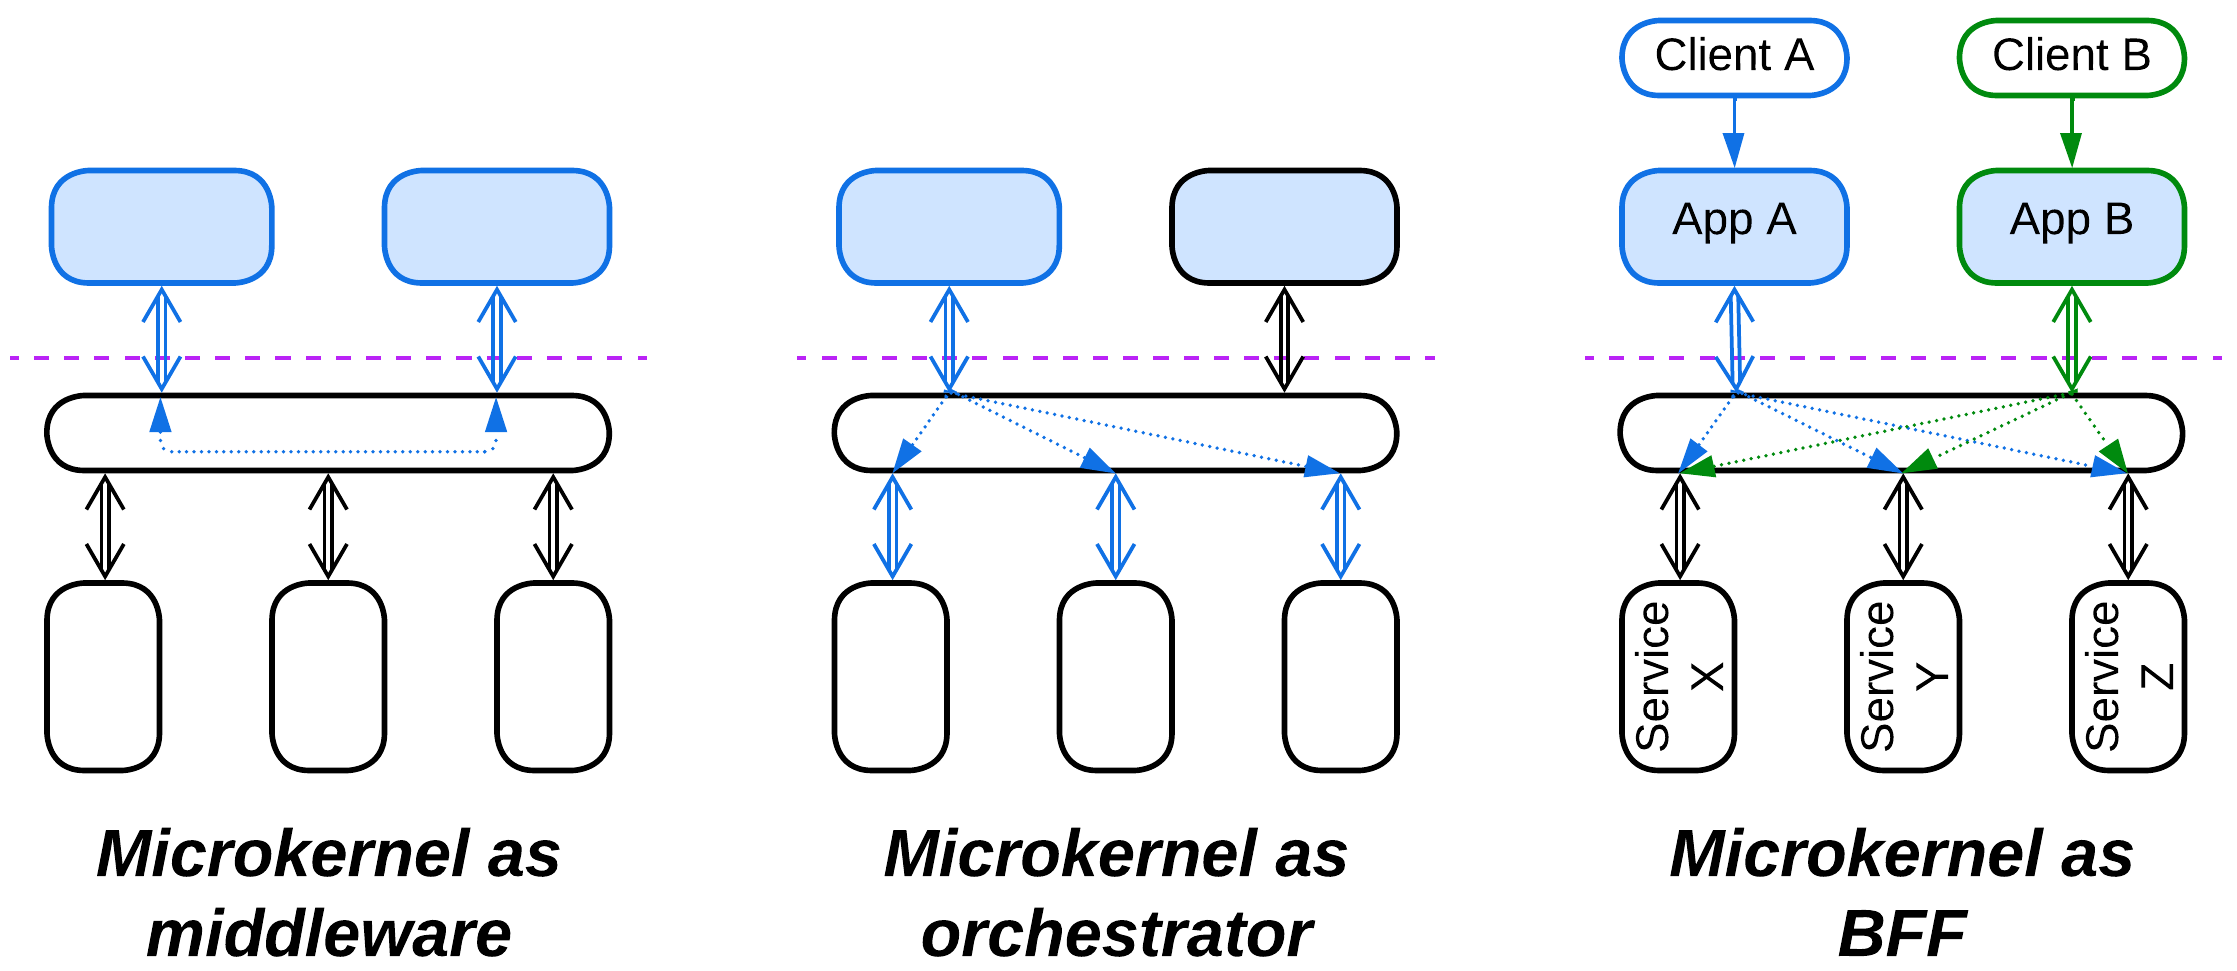 Client A
Client B
App A
App B
Service
X
Service
Y
Service
Z
Microkernel as
middleware
Microkernel as
orchestrator
Microkernel as
BFF